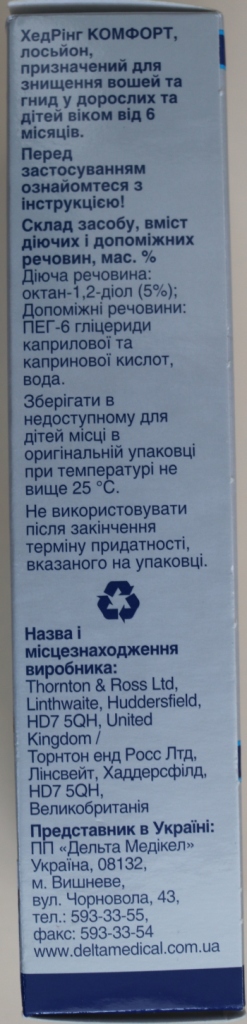 ХедРінг КОМФОРТ,
лосьйон,
призначений для
знищення вошей та
гнид у дорослих та
дітей віком від 6
місяців.
Перед
застосуванням
ознайомтеся з
інструкцією!
Склад засобу, вміст
діючих і допоміжних
речовин, мас. %
Діюча речовина:
октан-1,2-діол (5%);
Допоміжні речовини:
ПЕГ-6 гліцериди
каприлової та
капринової кислот,
вода.
Зберігати в
недоступному для
дітей місці в
оригінальній упаковці
при температурі не
вище 25 °C.
Не використовувати
після закінчення
терміну придатності,
вказаного на упаковці.
Назва і
місцезнаходження
виробника:
Thornton & Ross Ltd,
Linthwaite, Huddersfield,
HD7 5QH, United
Kingdom /
Торнтон енд Росс Лтд,
Лінсвейт, Хаддерсфілд,
HD7 5QH,
Великобританія
Представник в Україні:
ПП «Дельта Медікел»
Україна, 08132,
м. Вишневе,
вул. Чорновола, 43,
тел.: 593-33-55,
факс: 593-33-54
www.deltamedical.com.ua